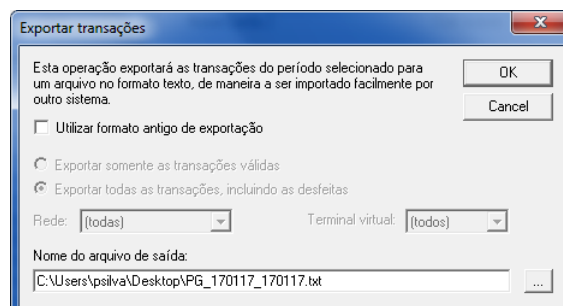 Exportar transações
Esta operação exportará as transações do período selecionado para
um arquivo no formato texto, de maneira a ser importado facilmente por
outro sistema.
OK
Cancel
Utilizar formato antigo de exportação
Exportar somente as transações válidas
Exportar todas as transações, incluindo as desfeitas
Rede: (todas) Terminal virtual: (todos)
Nome do arquivo de saída:
C:\Users\psilva\Desktop\PG_170117_170117.txt ...